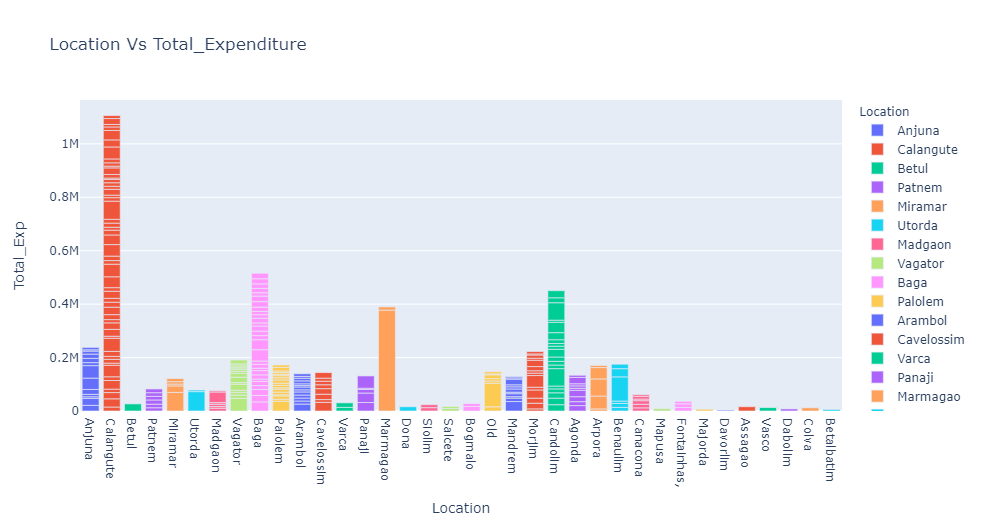 Location Vs Total_Expenditure
Total_Exp
1M
0.8M
0.6M
0.4M
0.2M
0
Anjuna
Calangute
Betul
Patnem
Miramar
Utorda
Madgaon
Vagator
Baga
Palolem
Arambol
Cavelossim
Varca
Panaji
Marmagao
Dona
Siolim
Salcete
Bogmalo
Old
Mandrem
Morjim
Candolim
Agonda
Arpora
Benaulim
Canacona
Mapusa
Fontainhas,
Majorda
Davorlim
Assagao
Vasco
Dabolim
Colva
Betalbatim
Location
Location
Anjuna
Calangute
Betul
Patnem
Miramar
Utorda
Madgaon
Vagator
Baga
Palolem
Arambol
Cavelossim
Varca
Panaji
Marmagao